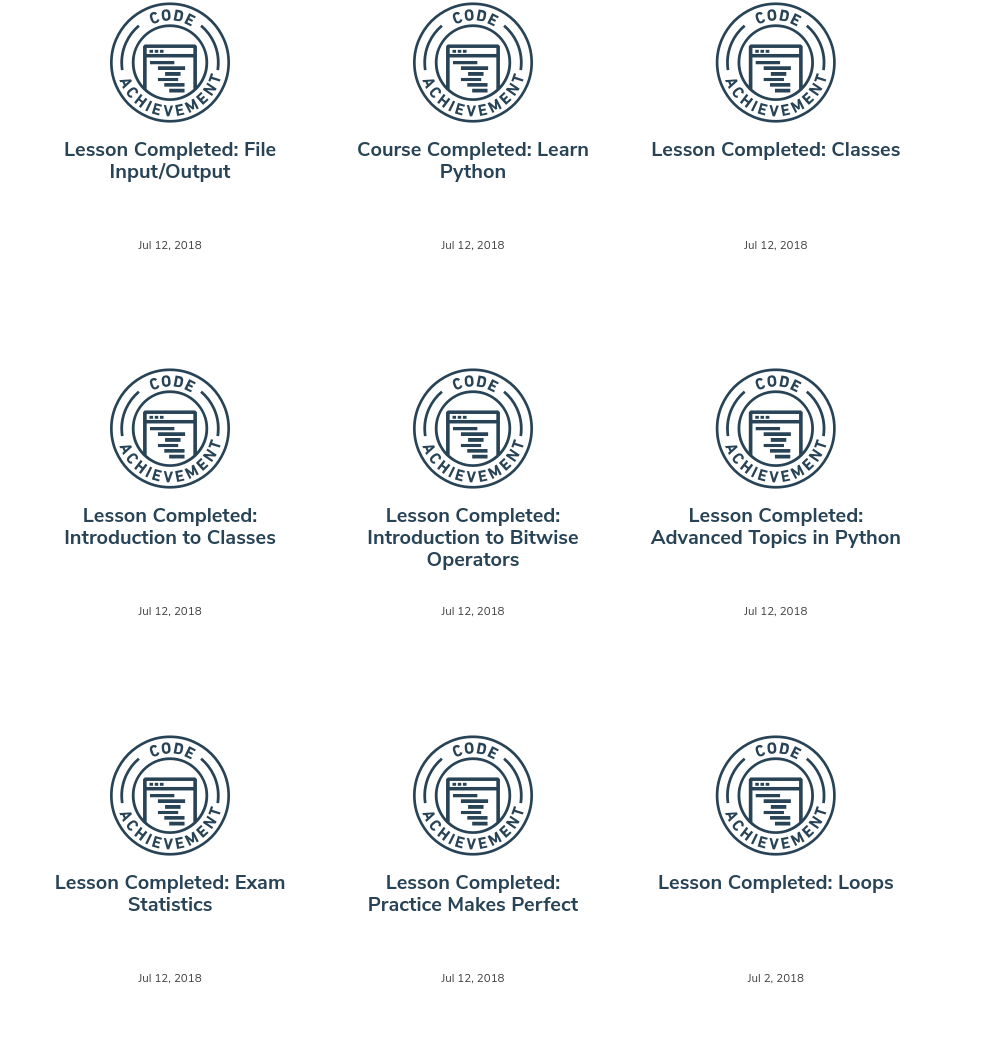 CODE
ACHIEVEMENT
Lesson Completed: File
Input/Output
Jul 12, 2018
CODE
ACHIEVEMENT
Course Completed: Learn
Python
Jul 12, 2018
CODE
ACHIEVEMENT
Lesson Completed: Classes
Jul 12, 2018
CODE
ACHIEVEMENT
Lesson Completed:
Introduction to Classes
Jul 12, 2018
CODE
ACHIEVEMENT
Lesson Completed:
Introduction to Bitwise
Operators
Jul 12, 2018
CODE
ACHIEVEMENT
Lesson Completed:
Advanced Topics in Python
Jul 12, 2018
CODE
ACHIEVEMENT
Lesson Completed: Exam
Statistics
Jul 12, 2018
CODE
ACHIEVEMENT
Lesson Completed:
Practice Makes Perfect
Jul 12, 2018
CODE
ACHIEVEMENT
Lesson Completed: Loops
Jul 2, 2018